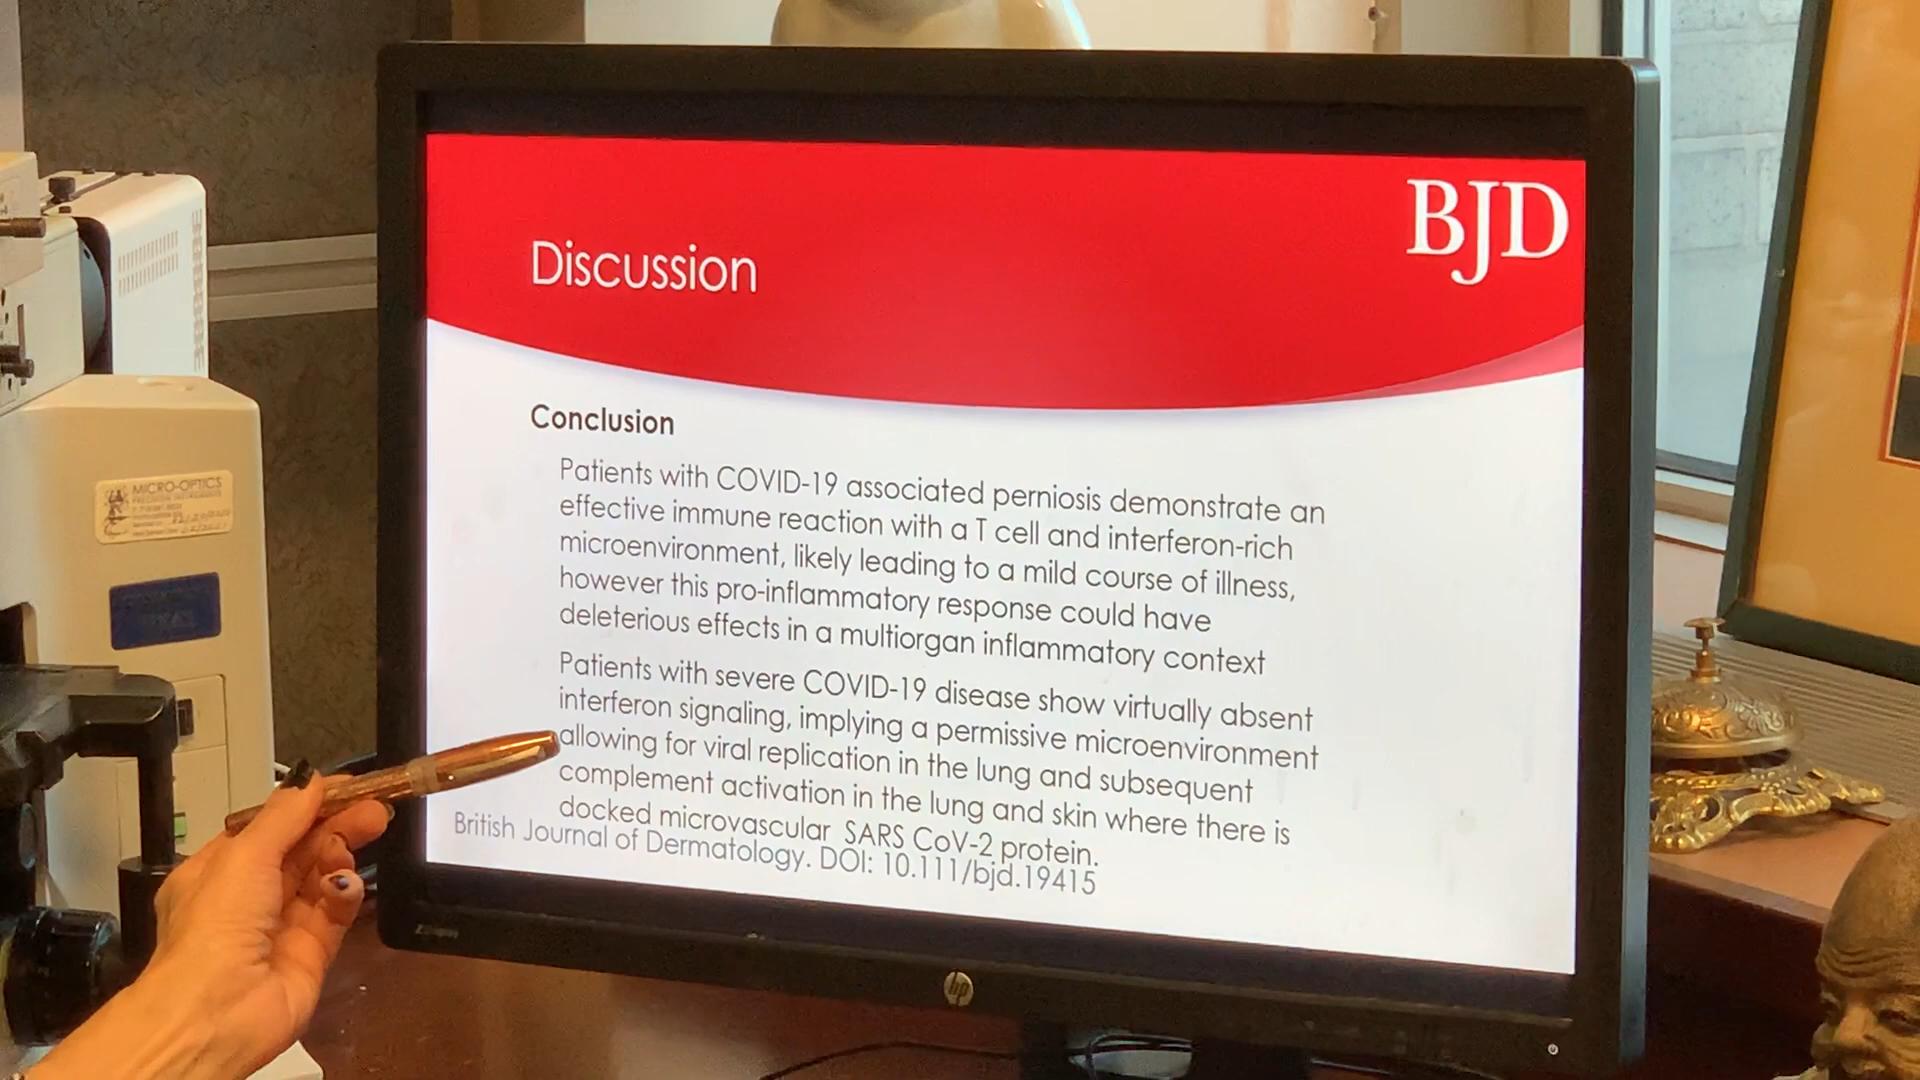 BJD
Discussion
Conclusion
Patients with COVID-19 associated perniosis demonstrate an
effective immune reaction with a T cell and interferon-rich
microenvironment, likely leading to a mild course of illness,
however this pro-inflammatory response could have
deleterious effects in a multiorgan inflammatory context
Patients with severe COVID-19 disease show virtually absent
interferon signaling, implying a permissive microenvironment
allowing for viral replication in the lung and subsequent
complement activation in the lung and skin where there is
docked microvascular SARS CoV-2 protein.
British Journal of Dermatology. DOI: 10.111/bjd.19415
MICRO-OPTICS
PRECISION INSTRUMENTS
hp